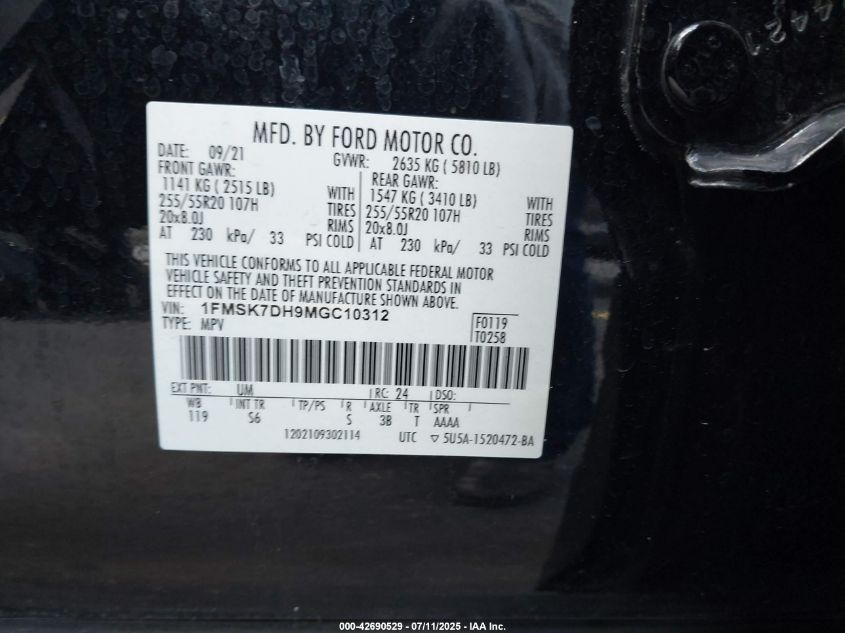 MFD. BY FORD MOTOR CO.
DATE: 09/21 GVWR: 2635 KG ( 5810 LB)
FRONT GAWR: REAR GAWR:
1141 KG ( 2515 LB) WITH 1547 KG ( 3410 LB) WITH
255/55R20 107H TIRES 255/55R20 107H TIRES
20x8.0J RIMS 20x8.0J RIMS
AT 230 kPa/ 33 PSI COLD AT 230 kPa/ 33 PSI COLD
THIS VEHICLE CONFORMS TO ALL APPLICABLE FEDERAL MOTOR
VEHICLE SAFETY AND THEFT PREVENTION STANDARDS IN
EFFECT ON THE DATE OF MANUFACTURE SHOWN ABOVE.
VIN: 1FMSK7DH9MGC10312 F0119
TYPE: MPV T0258
EXT PNT: UM RC: 24 DSO:
WB INT TR TP/PS R AXLE TR SPR
119 S6 S 3B T AAAA
1202109302114 UTC ▽ 5U5A-1520472-BA
000-42690529 - 07/11/2025 - IAA Inc.